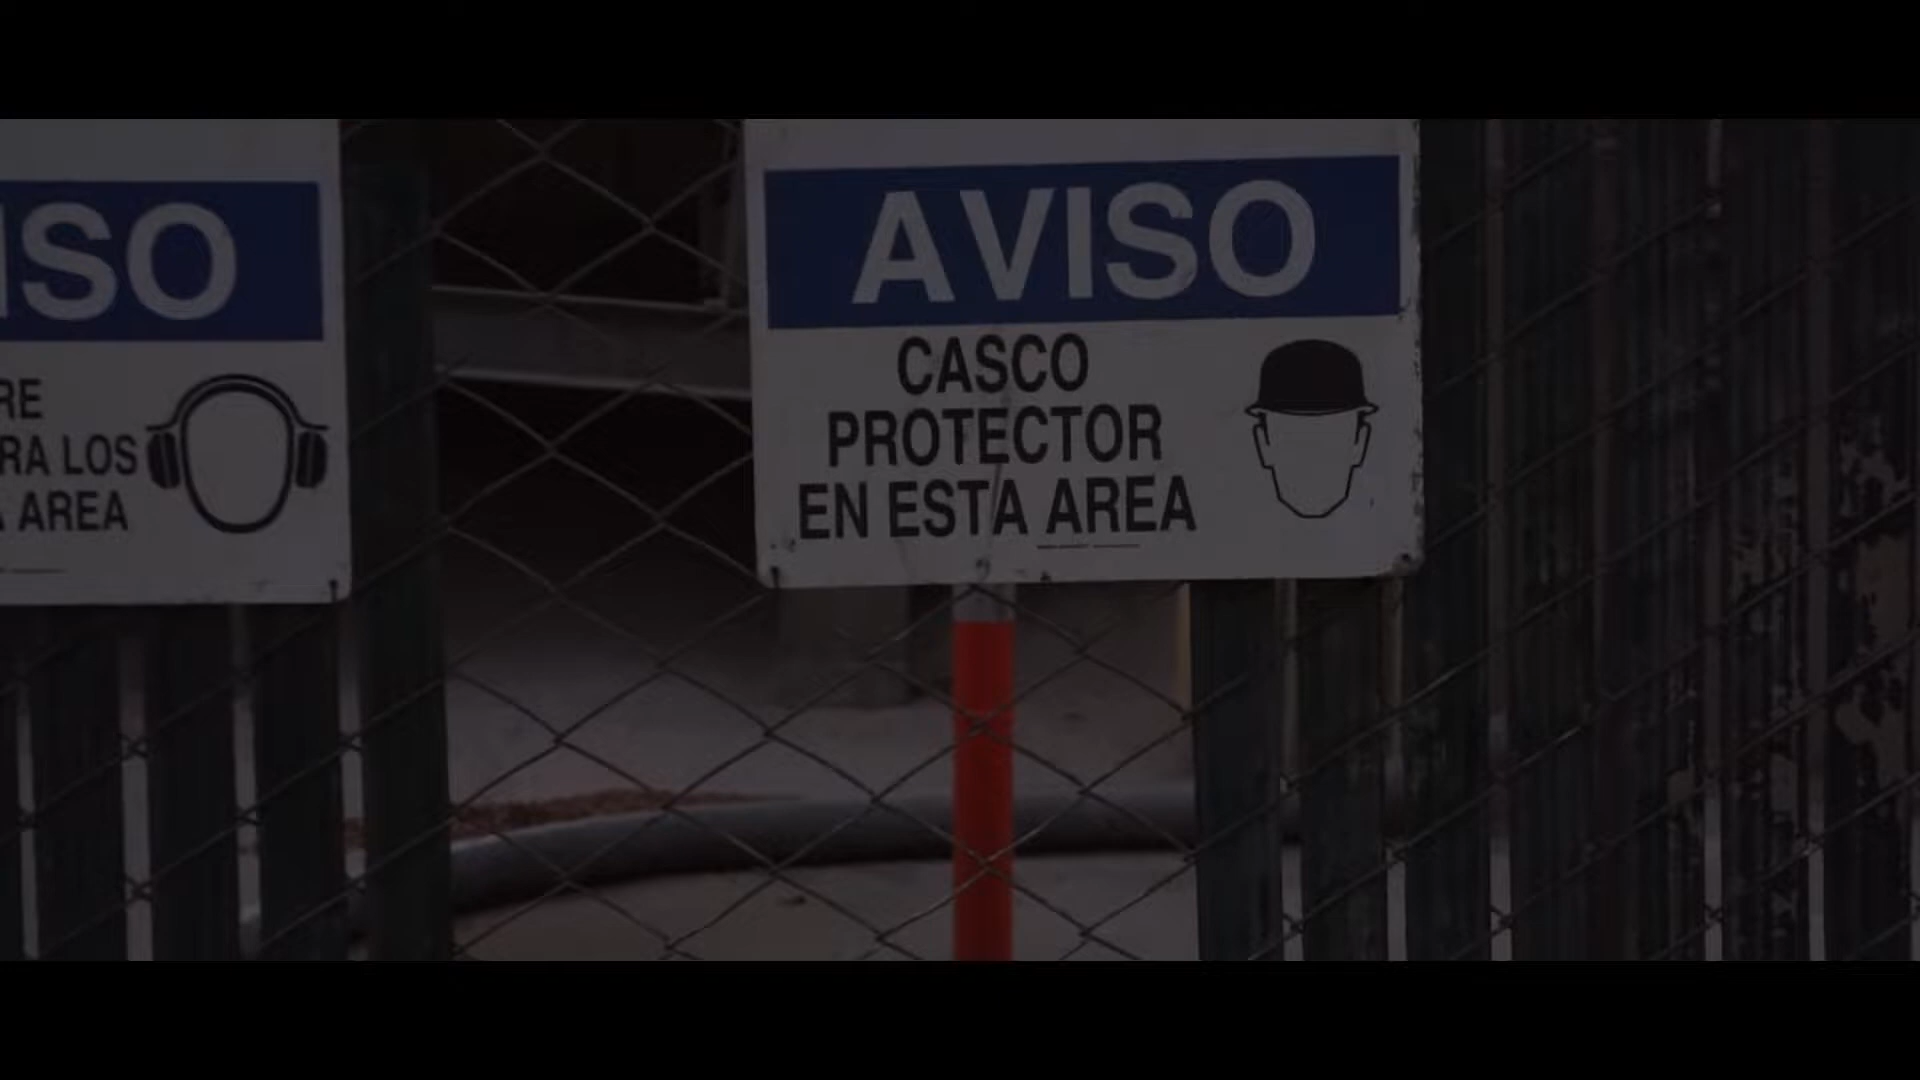 ISO
RE
RA LOS
AREA
AVISO
CASCO
PROTECTOR
EN ESTA AREA